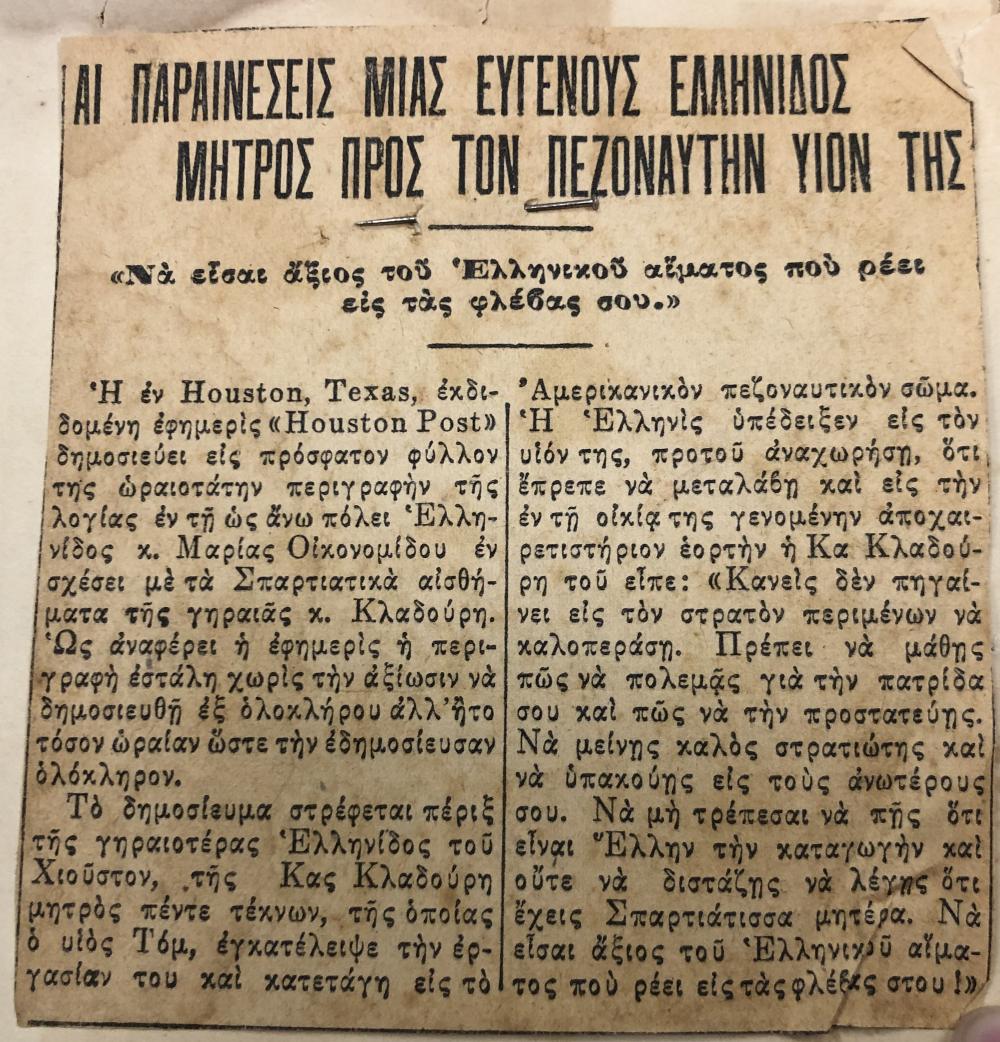 ΑΙ ΠΑΡΑΙΝΕΣΕΙΣ ΜΙΑΣ ΕΥΓΕΝΟΥΣ ΕΛΛΗΝΙΔΟΣ
ΜΗΤΡΟΣ ΠΡΟΣ ΤΟΝ ΠΕΖΟΝΑΥΤΗΝ ΥΙΟΝ ΤΗΣ
«Νὰ εἶσαι ἄξιος τοῦ Ἑλληνικοῦ αἵματος ποὺ ρέει
εἰς τὰς φλέβας σου.»
Ἡ ἐν Houston, Texas, ἐκδι-
δομένη ἐφημερὶς «Houston Post»
δημοσιεύει εἰς πρόσφατον φύλλον
της ὡραιοτάτην περιγραφὴν τῆς
λογίας ἐν τῇ ὡς ἄνω πόλει Ἑλλη-
νίδος κ. Μαρίας Οἰκονομίδου ἐν
σχέσει μὲ τὰ Σπαρτιατικὰ αἰσθή-
ματα τῆς γηραιᾶς κ. Κλαδούρη.
Ὡς ἀναφέρει ἡ ἐφημερὶς ἡ περι-
γραφὴ ἐστάλη χωρὶς τὴν ἀξίωσιν νὰ
δημοσιευθῇ ἐξ ὁλοκλήρου ἀλλ' ἦτο
τόσον ὡραίαν ὥστε τὴν ἐδημοσίευσαν
ὁλόκληρον.
Τὸ δημοσίευμα στρέφεται πέριξ
τῆς γηραιοτέρας Ἑλληνίδος τοῦ
Χιοῦστον, τῆς Κας Κλαδούρη
μητρὸς πέντε τέκνων, τῆς ὁποίας
ὁ υἱὸς Τόμ, ἐγκατέλειψε τὴν ἐρ-
γασίαν του καὶ κατετάγη εἰς τὸ
Ἀμερικανικὸν πεζοναυτικὸν σῶμα.
Ἡ Ἑλληνὶς ὑπέδειξεν εἰς τὸν
υἱόν της, προτοῦ ἀναχωρήσῃ, ὅτι
ἔπρεπε νὰ μεταλάβῃ καὶ εἰς τὴν
ἐν τῇ οἰκίᾳ της γενομένην ἀποχαι-
ρετιστήριον ἑορτὴν ἡ Κα Κλαδού-
ρη τοῦ εἶπε: «Κανεὶς δὲν πηγαί-
νει εἰς τὸν στρατὸν περιμένων νὰ
καλοπεράσῃ. Πρέπει νὰ μάθῃς
πῶς νὰ πολεμᾷς γιὰ τὴν πατρίδα
σου καὶ πῶς νὰ τὴν προστατεύῃς.
Νὰ μείνῃς καλὸς στρατιώτης καὶ
νὰ ὑπακούῃς εἰς τοὺς ἀνωτέρους
σου. Νὰ μὴ τρέπεσαι νὰ πῇς ὅτι
εἶναι Ἕλλην τὴν καταγωγὴν καὶ
οὔτε νὰ διστάζῃς νὰ λέγῃς ὅτι
ἔχεις Σπαρτιάτισσα μητέρα. Νὰ
εἶσαι ἄξιος τοῦ Ἑλληνικοῦ αἵμα-
τος ποὺ ρέει εἰς τὰς φλέβας στου!»